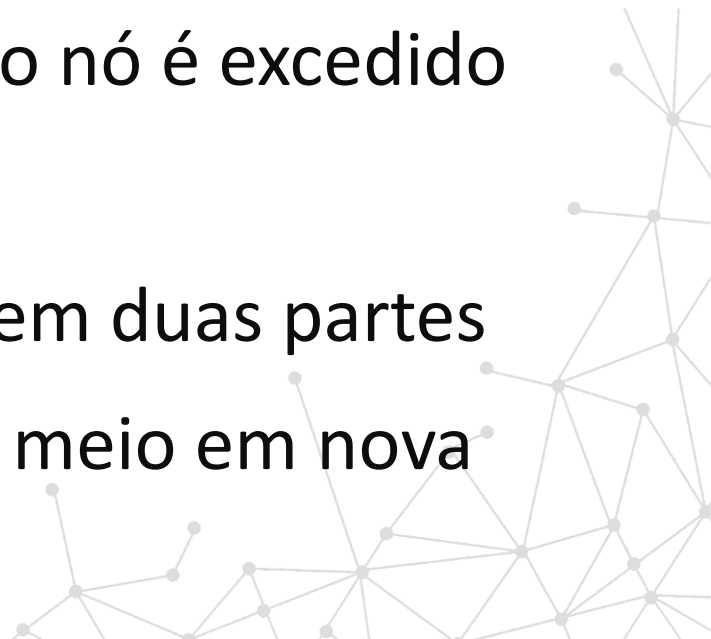 o nó é excedido
em duas partes
meio em nova